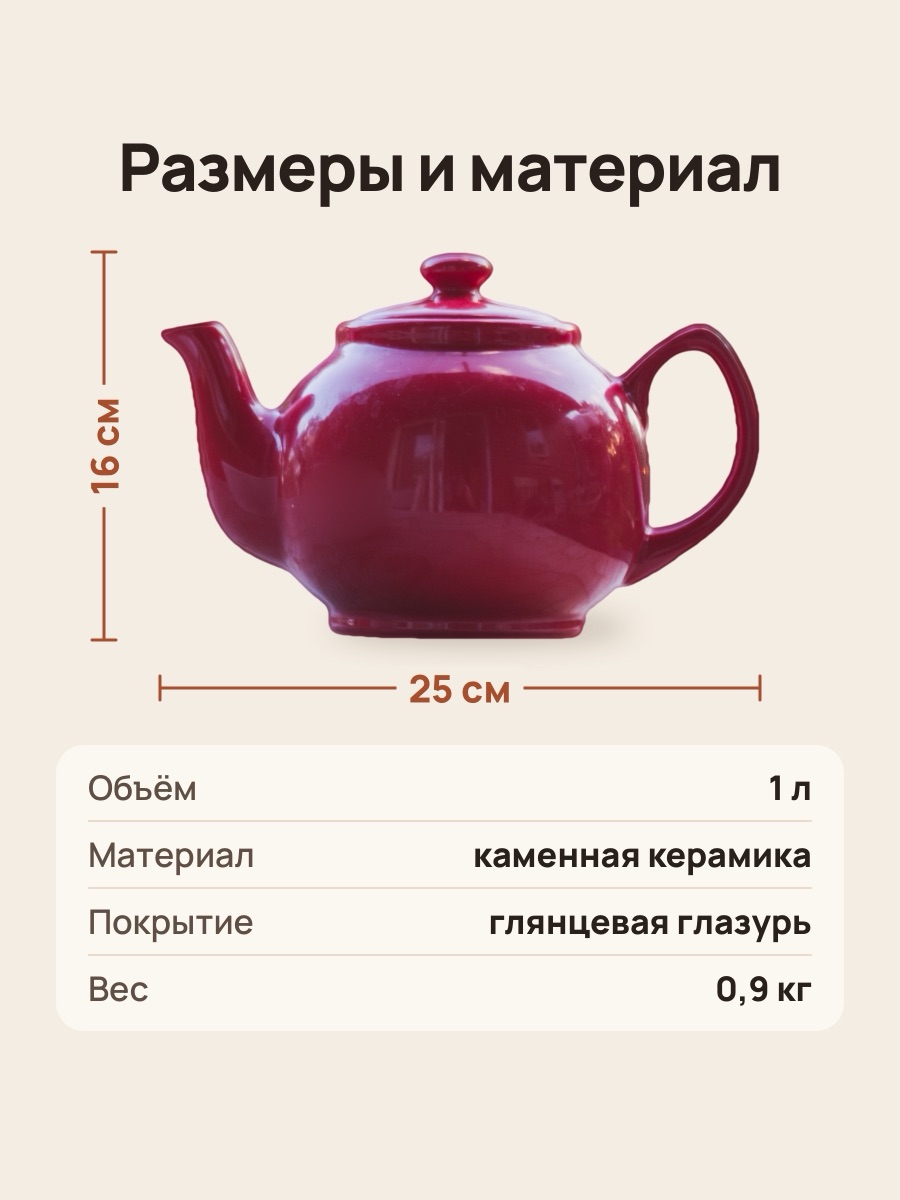 Размеры и материал
16 см
25 см
Объём 1 л
Материал каменная керамика
Покрытие глянцевая глазурь
Вес 0,9 кг